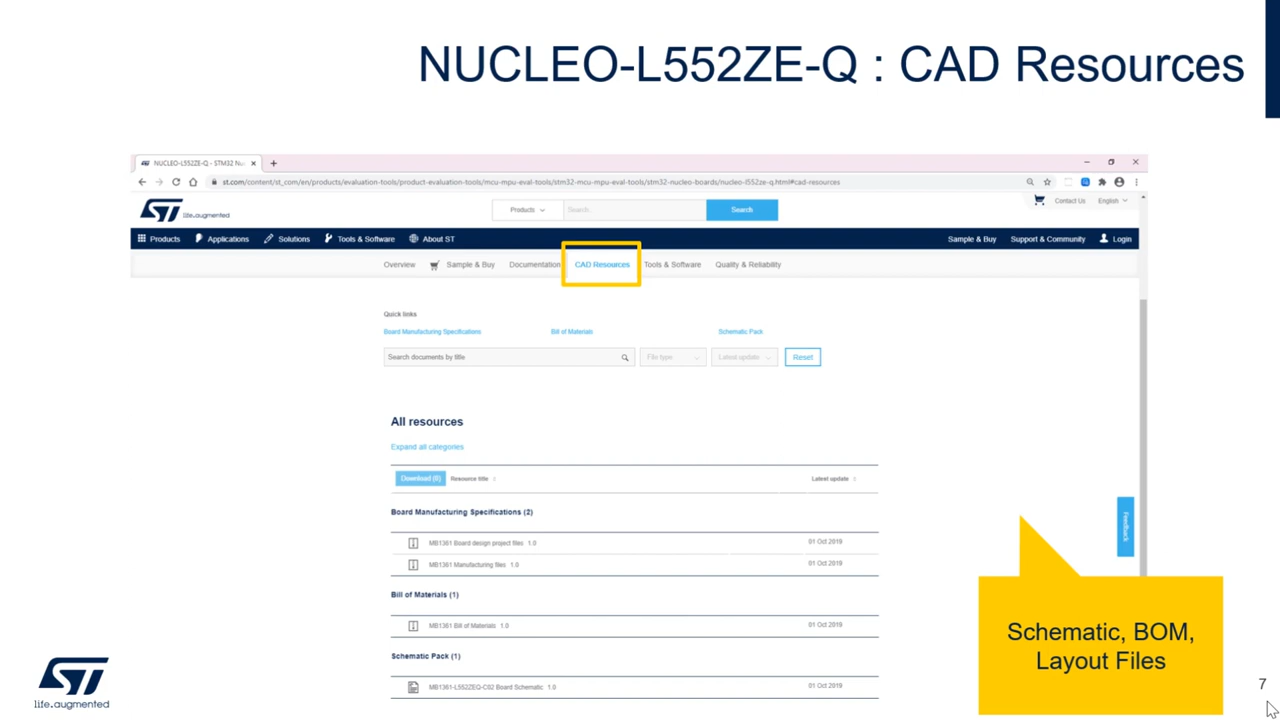 NUCLEO-L552ZE-Q : CAD Resources
NUCLEO-L552ZE-Q - STM32 Nu
st.com/content/st_com/en/products/evaluation-tools/product-evaluation-tools/mcu-mpu-eval-tools/stm32-mcu-mpu-eval-tools/stm32-nucleo-boards/nucleo-l552ze-q.html#cad-resources
ST life.augmented
Products Search... Search
Contact Us English
Products Applications Solutions Tools & Software About ST Sample & Buy Support & Community Login
Overview Sample & Buy Documentation CAD Resources Tools & Software Quality & Reliability
Quick links
Board Manufacturing Specifications Bill of Materials Schematic Pack
Search documents by title File type Latest update Reset
All resources
Expand all categories
Download (0) Resource title Latest update
Board Manufacturing Specifications (2)
MB1361 Board design project files 1.0 01 Oct 2019
MB1361 Manufacturing files 1.0 01 Oct 2019
Bill of Materials (1)
MB1361 Bill of Materials 1.0 01 Oct 2019
Schematic Pack (1)
MB1361-L552ZEQ-C02 Board Schematic 1.0 01 Oct 2019
Feedback
Schematic, BOM,
Layout Files
ST
life.augmented
7